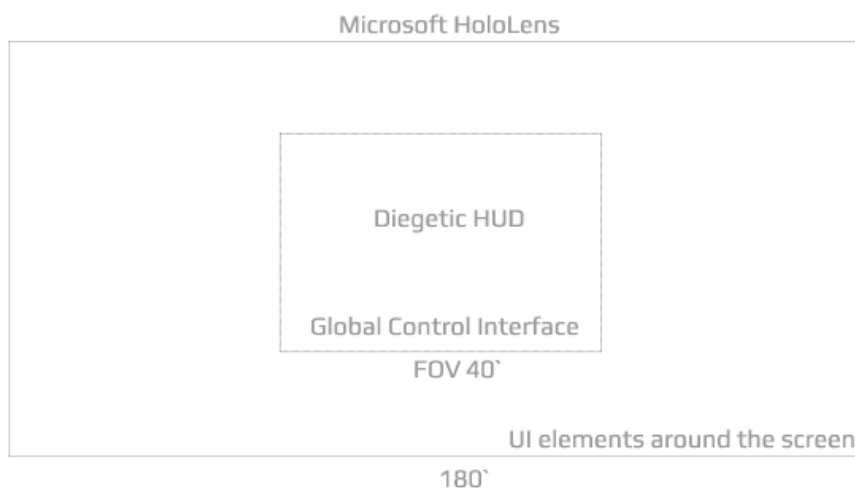 Microsoft HoloLens
Diegetic HUD
Global Control Interface
FOV 40`
UI elements around the screen
180`